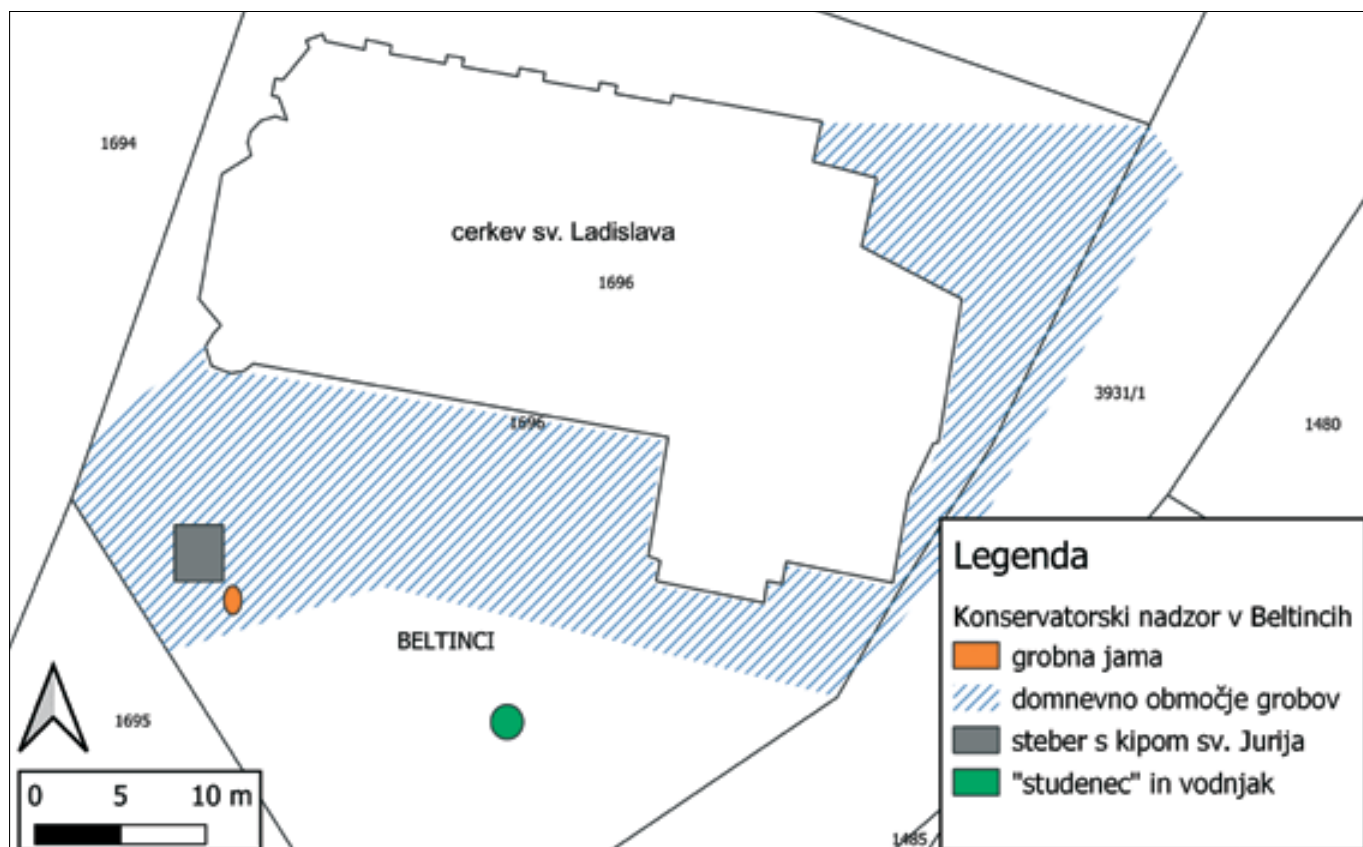 1694
cerkev sv. Ladislava
1696
3931/1
1480
1696
BELTINCI
1695
1485
0 5 10 m
Legenda
Konservatorski nadzor v Beltincih
grobna jama
domnevno območje grobov
steber s kipom sv. Jurija
"studenec" in vodnjak